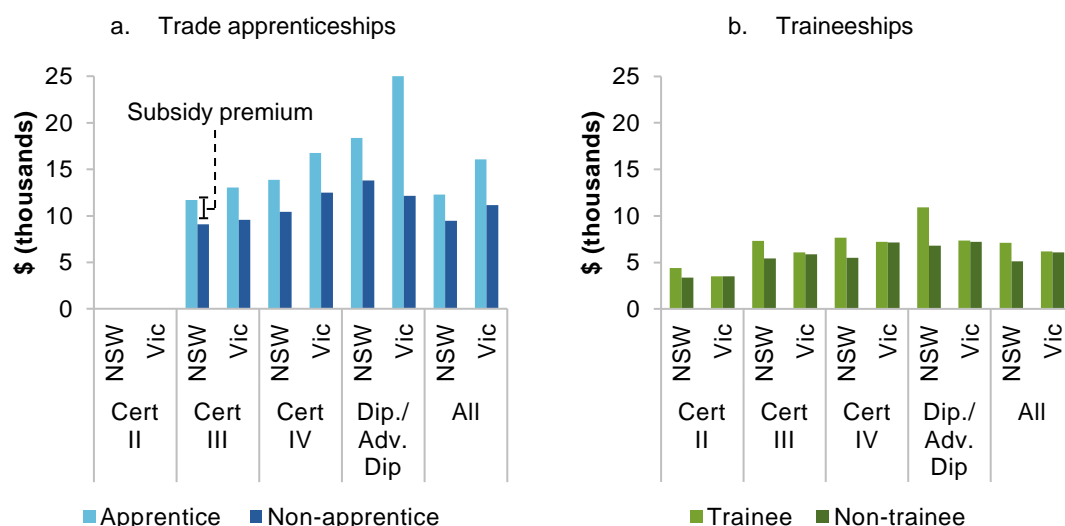 a. Trade apprenticeships
$ (thousands)
25
20
15
10
5
0
Subsidy premium
NSW Vic NSW Vic NSW Vic NSW Vic NSW Vic
Cert II
Cert III
Cert IV
Dip./ Adv. Dip
All
Apprentice Non-apprentice
b. Traineeships
$ (thousands)
25
20
15
10
5
0
NSW Vic NSW Vic NSW Vic NSW Vic NSW Vic
Cert II
Cert III
Cert IV
Dip./ Adv. Dip
All
Trainee Non-trainee